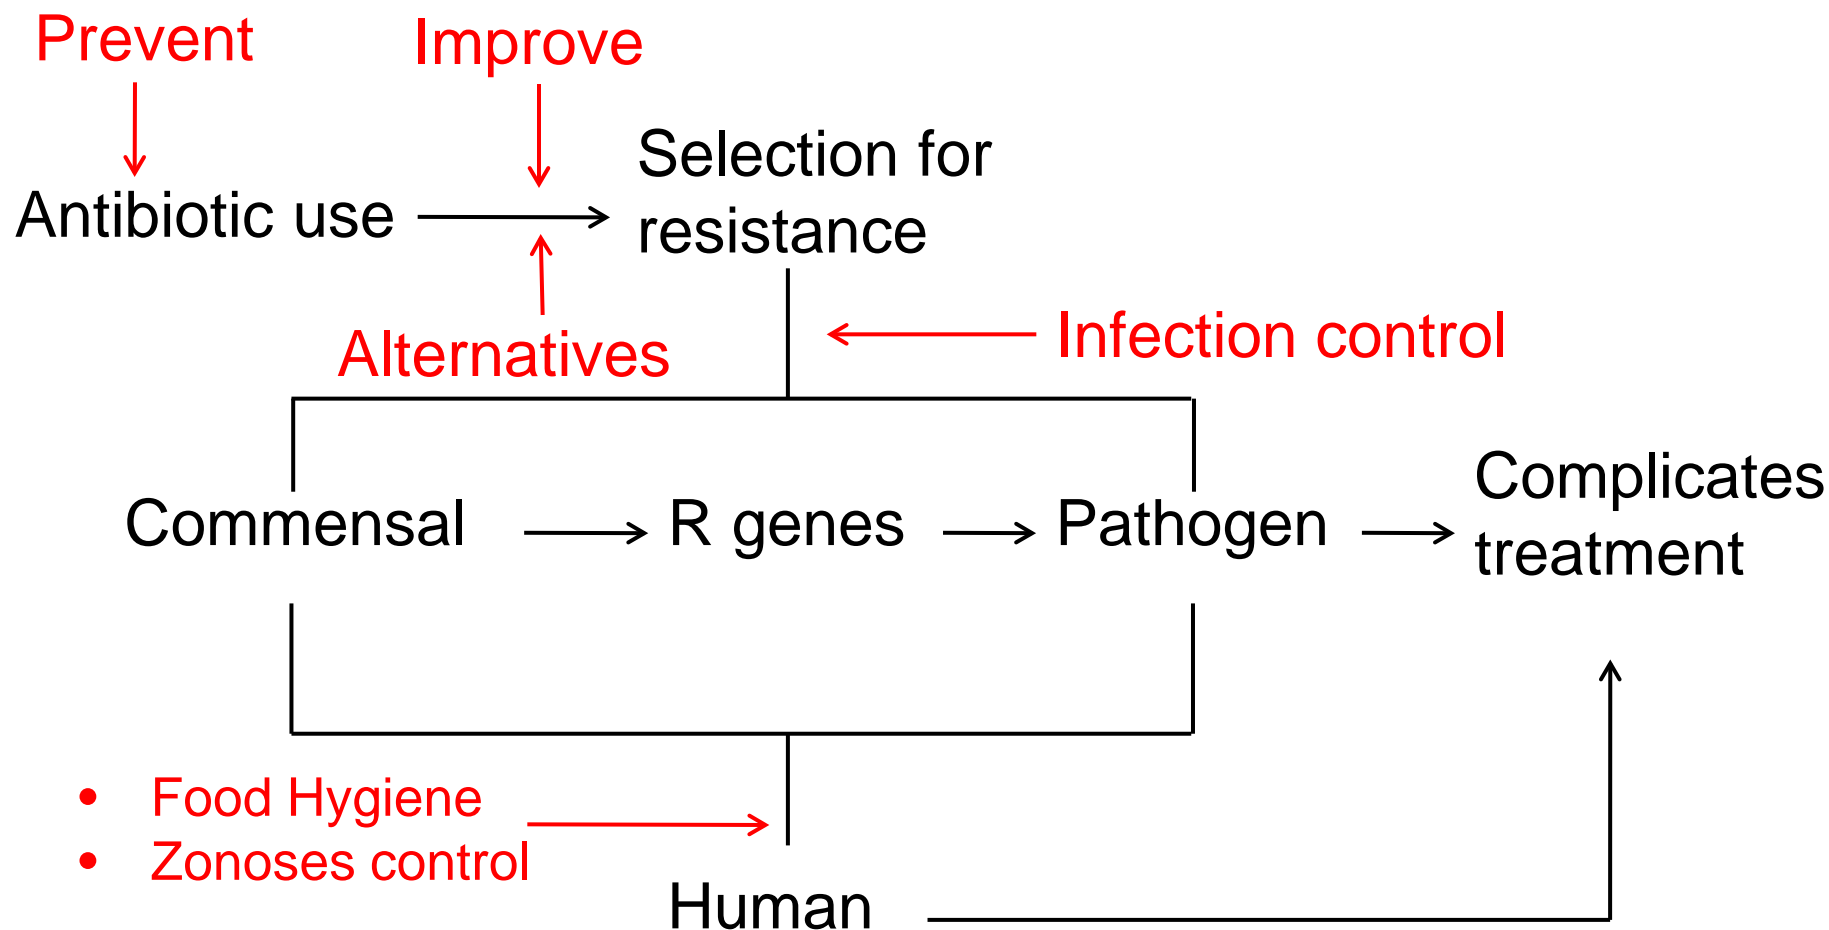 Prevent
Improve
Selection for
resistance
Antibiotic use
Alternatives
Infection control
Commensal
R genes
Pathogen
Complicates
treatment
• Food Hygiene
• Zonoses control
Human